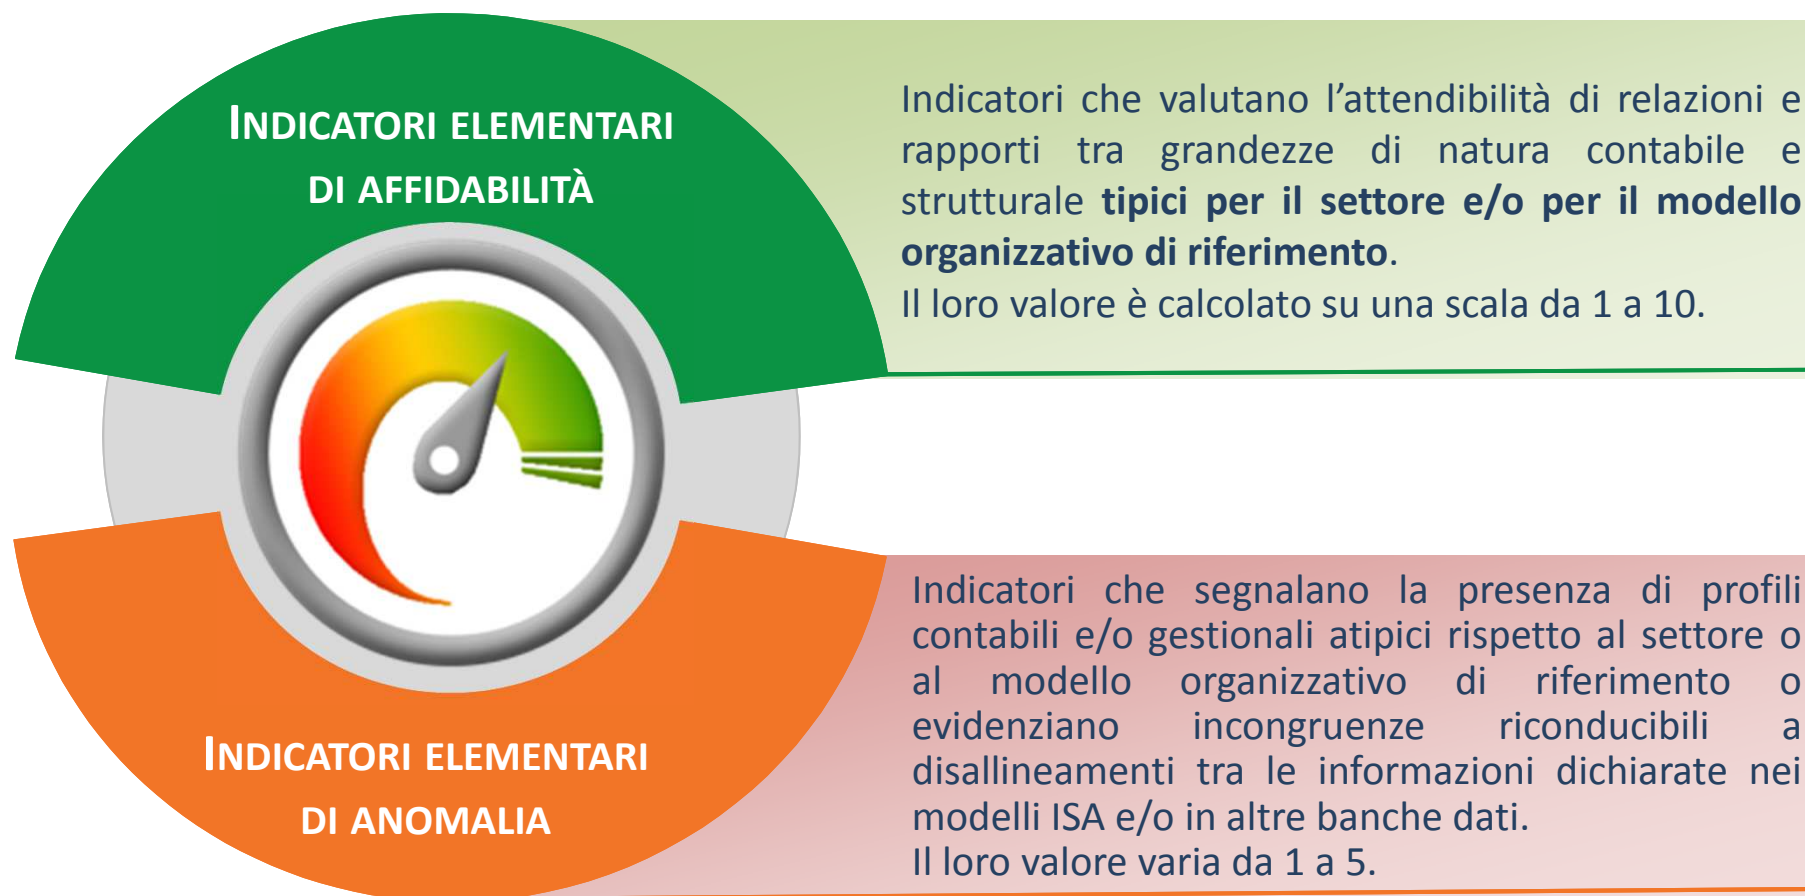 INDICATORI ELEMENTARI
DI AFFIDABILITÀ
Indicatori che valutano l’attendibilità di relazioni e
rapporti tra grandezze di natura contabile e
strutturale tipici per il settore e/o per il modello
organizzativo di riferimento.
Il loro valore è calcolato su una scala da 1 a 10.
INDICATORI ELEMENTARI
DI ANOMALIA
Indicatori che segnalano la presenza di profili
contabili e/o gestionali atipici rispetto al settore o
al modello organizzativo di riferimento o
evidenziano incongruenze riconducibili a
disallineamenti tra le informazioni dichiarate nei
modelli ISA e/o in altre banche dati.
Il loro valore varia da 1 a 5.